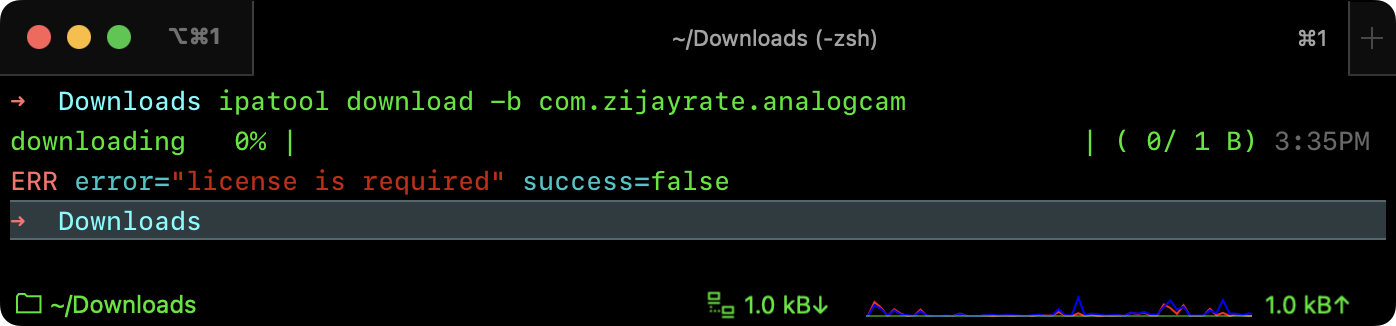 ⌥⌘1 ~/Downloads (-zsh) ⌘1 +
→ Downloads ipatool download -b com.zijayrate.analogcam
downloading 0% | | ( 0/ 1 B) 3:35PM
ERR error="license is required" success=false
→ Downloads
~/Downloads 1.0 kB↓ 1.0 kB↑